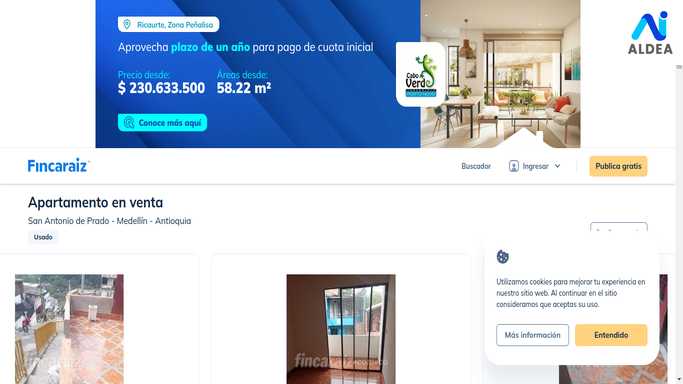 Ricaurte, Zona Peñalisa
Aprovecha plazo de un año para pago de cuota inicial
Precio desde:
Áreas desde:
$ 230.633.500
58.22 m²
Conoce más aquí
Cabo
Verde
ALDEA
Fincaraiz
Buscador
Ingresar
Publica gratis
Apartamento en venta
San Antonio de Prado - Medellín - Antioquia
Usado
Utilizamos cookies para mejorar tu experiencia en
nuestro sitio web. Al continuar en el sitio
consideramos que aceptas su uso.
Más información
Entendido
fincaraiz
fincaraiz